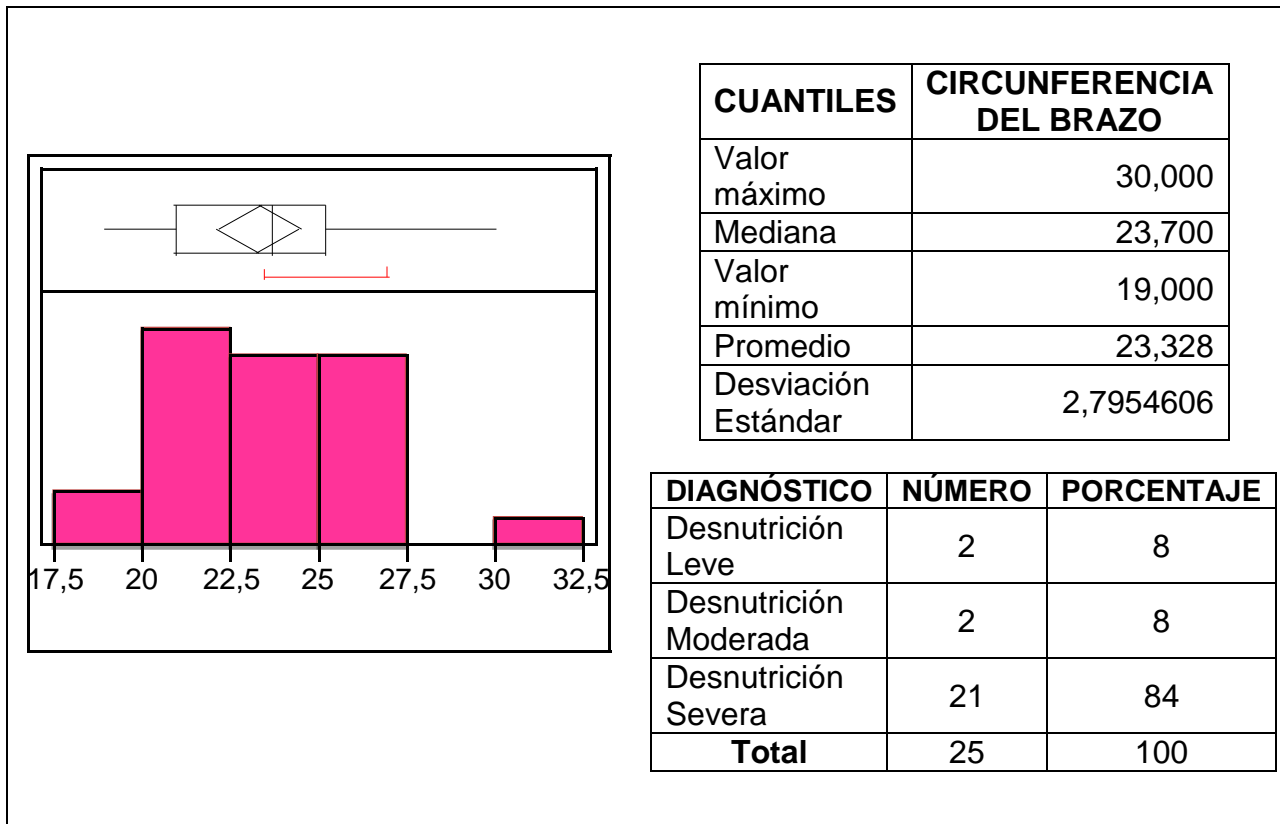 CUANTILES
CIRCUNFERENCIA
DEL BRAZO
Valor
máximo
30,000
Mediana
23,700
Valor
mínimo
19,000
Promedio
23,328
Desviación
Estándar
2,7954606
17,5 20 22,5 25 27,5 30 32,5
DIAGNÓSTICO NÚMERO PORCENTAJE
Desnutrición
Leve
2 8
Desnutrición
Moderada
2 8
Desnutrición
Severa
21 84
Total 25 100